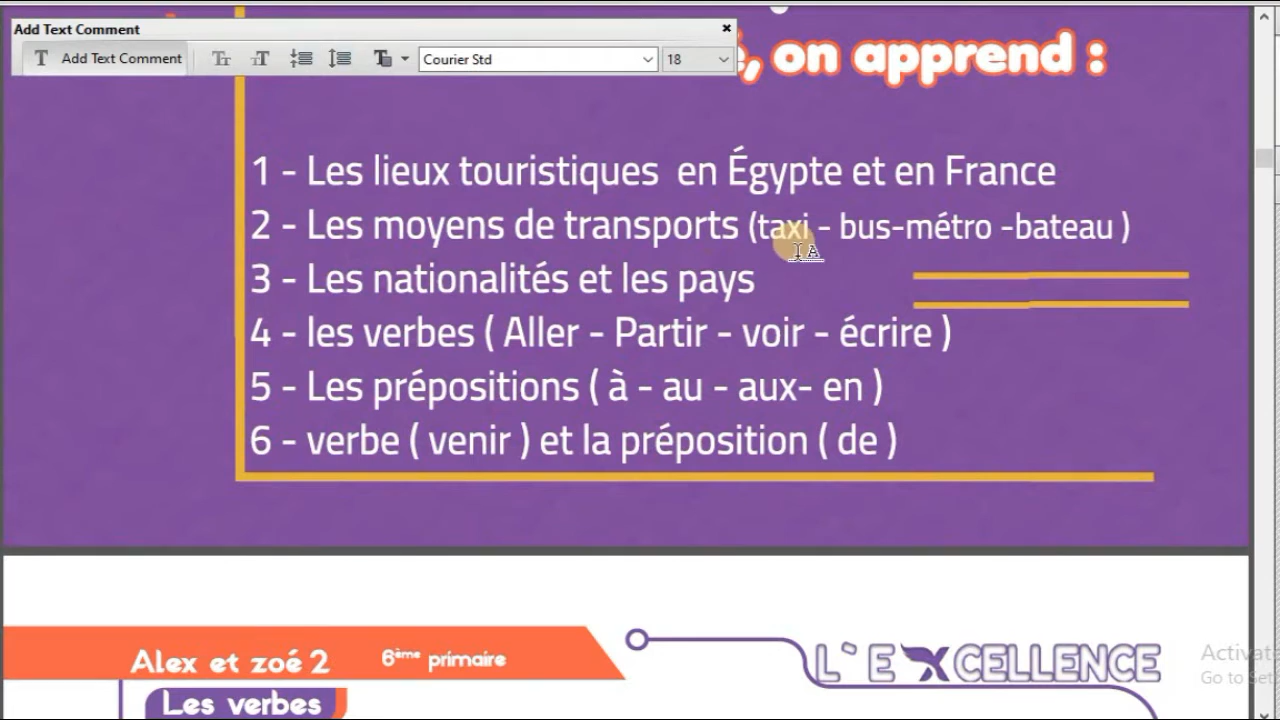 Add Text Comment
Add Text Comment
Courier Std
18
, on apprend :
1 - Les lieux touristiques en Égypte et en France
2 - Les moyens de transports (taxi - bus-métro -bateau )
3 - Les nationalités et les pays
4 - les verbes ( Aller - Partir - voir - écrire )
5 - Les prépositions ( à - au - aux- en )
6 - verbe ( venir ) et la préposition ( de )
Alex et zoé 2
6ème primaire
L`EXCELLENCE
Les verbes
Go to